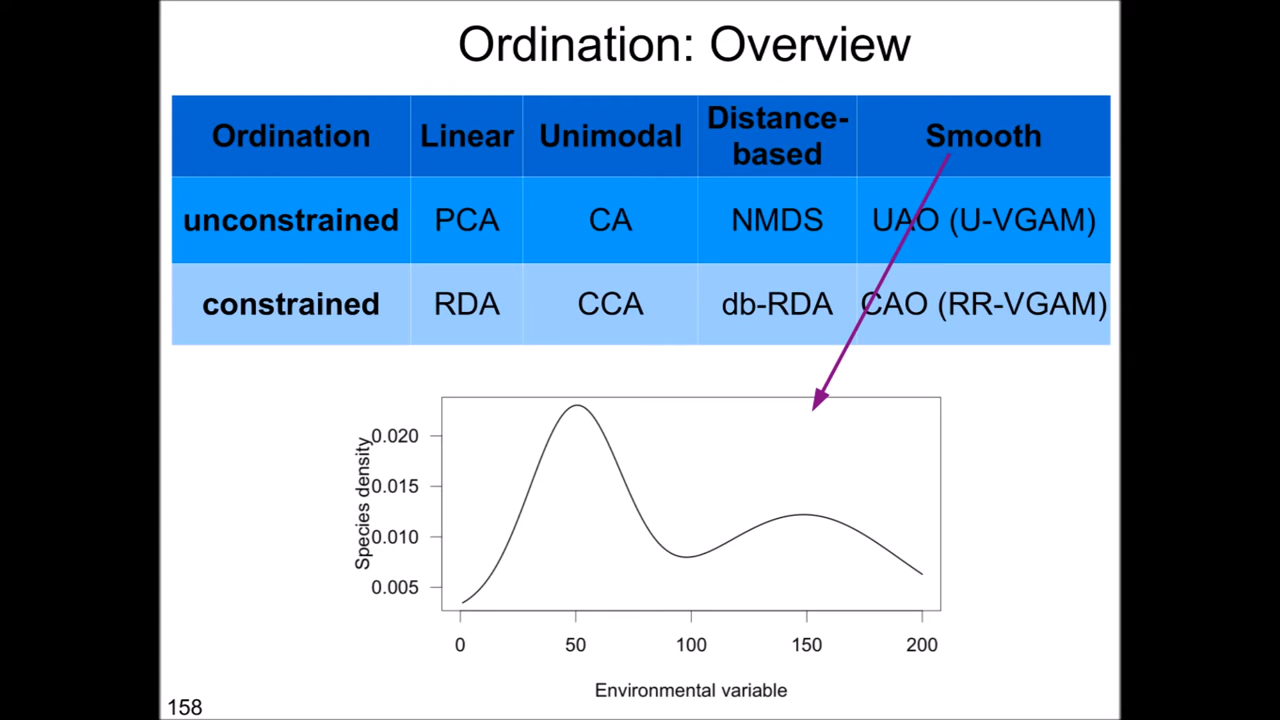 Ordination: Overview
Ordination Linear Unimodal Distance-based Smooth
unconstrained PCA CA NMDS UAO (U-VGAM)
constrained RDA CCA db-RDA CAO (RR-VGAM)
Species density
0.020
0.015
0.010
0.005
0 50 100 150 200
Environmental variable
158